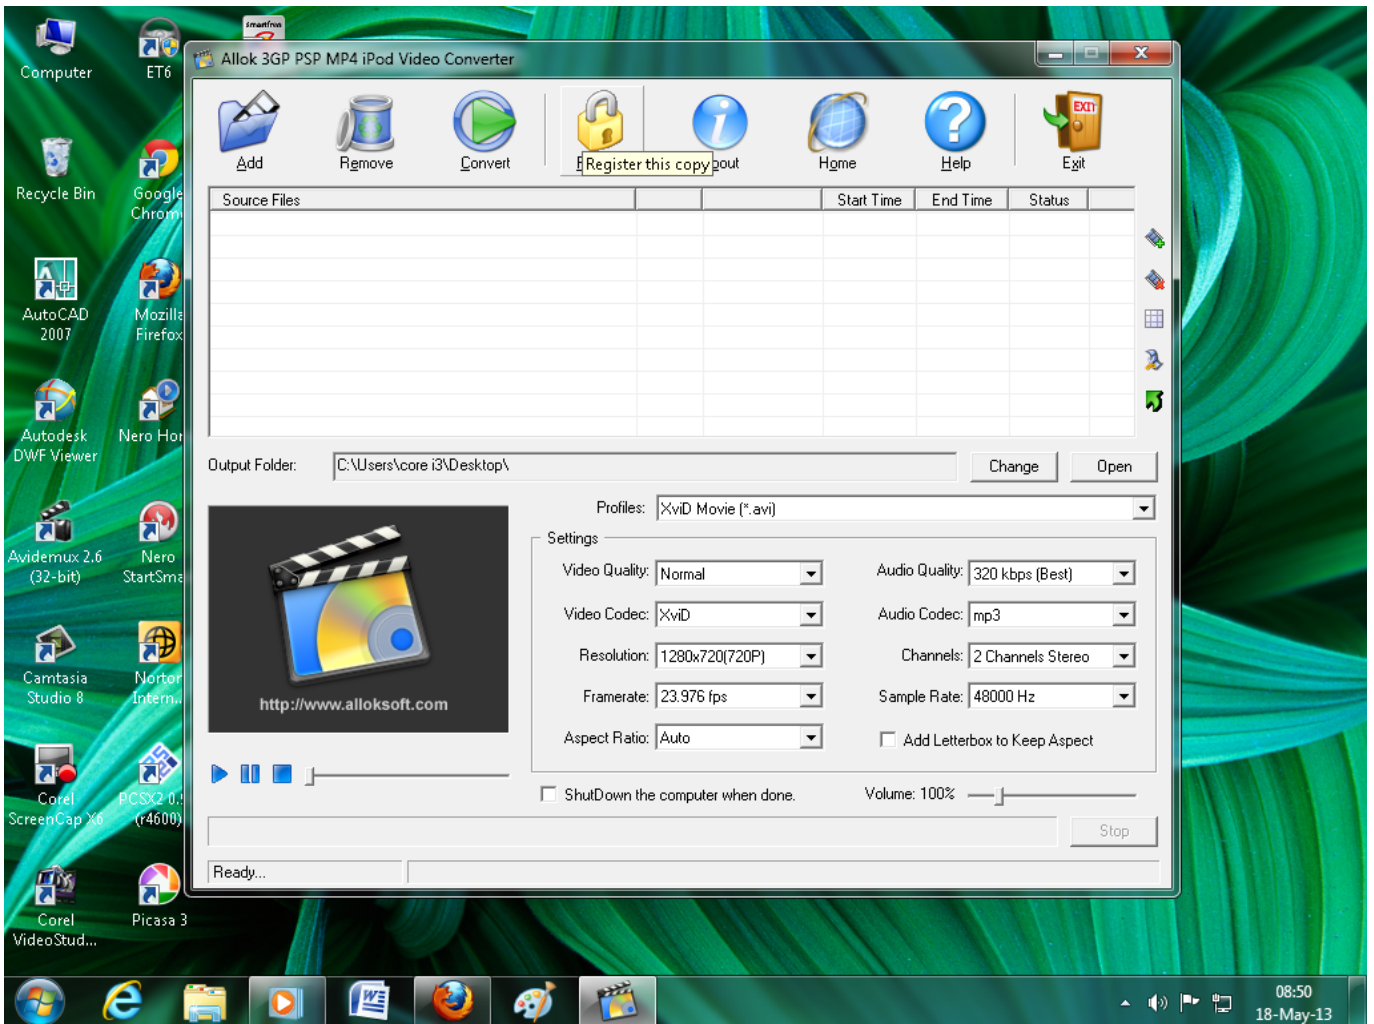 smartfren
Computer
ET6
Recycle Bin
Google
Chrom
AutoCAD
2007
Mozilla
Firefox
Autodesk
DWF Viewer
Nero Hor
Avidemux 2.6
(32-bit)
Nero
StartSma
Camtasia
Studio 8
Norton
Intern...
Corel
ScreenCap X6
PCSX2 0.9
(r4600)
Corel
VideoStud...
Picasa 3
Allok 3GP PSP MP4 iPod Video Converter
Add
Remove
Convert
Register this copy
bout
Home
Help
EXIT
Exit
Source Files
Start Time
End Time
Status
Output Folder:
C:\Users\core i3\Desktop\
Change
Open
Profiles:
XviD Movie (*.avi)
http://www.alloksoft.com
Settings
Video Quality:
Normal
Audio Quality:
320 kbps (Best)
Video Codec:
XviD
Audio Codec:
mp3
Resolution:
1280x720(720P)
Channels:
2 Channels Stereo
Framerate:
23.976 fps
Sample Rate:
48000 Hz
Aspect Ratio:
Auto
Add Letterbox to Keep Aspect
ShutDown the computer when done.
Volume: 100%
Stop
Ready...
08:50
18-May-13